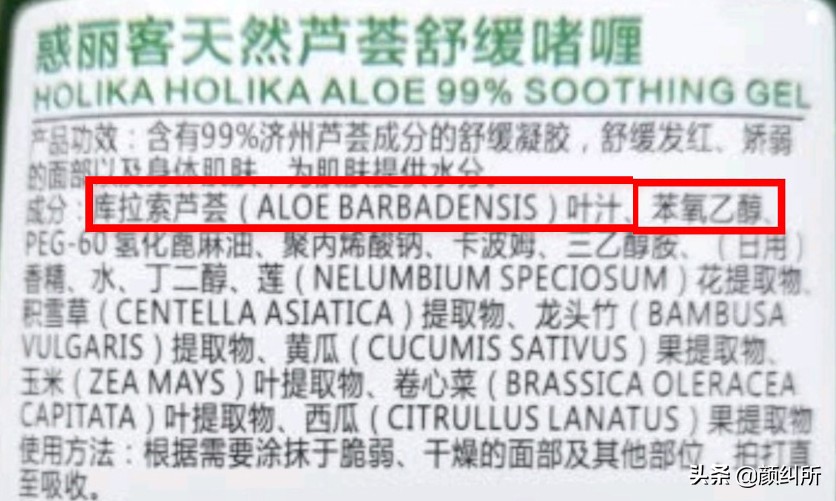 惑丽客天然芦荟舒缓啫喱
HOLIKA HOLIKA ALOE 99% SOOTHING GEL
产品功效：含有99%济州芦荟成分的舒缓凝胶，舒缓发红、娇弱
的面部以及身体肌肤，为肌肤提供水分。
成分：库拉索芦荟（ALOE BARBADENSIS）叶汁、苯氧乙醇、
PEG-60 氢化蓖麻油、聚丙烯酸钠、卡波姆、三乙醇胺、（日用）
香精、水、丁二醇、莲（NELUMBIUM SPECIOSUM）花提取物、
积雪草（CENTELLA ASIATICA）提取物、龙头竹（BAMBUSA
VULGARIS）提取物、黄瓜（CUCUMIS SATIVUS）果提取物、
玉米（ZEA MAYS）叶提取物、卷心菜（BRASSICA OLERACEA
CAPITATA）叶提取物、西瓜（CITRULLUS LANATUS）果提取物
使用方法：根据需要涂抹于脆弱、干燥的面部及其他部位，拍打直
至吸收。
头条 @颜究所